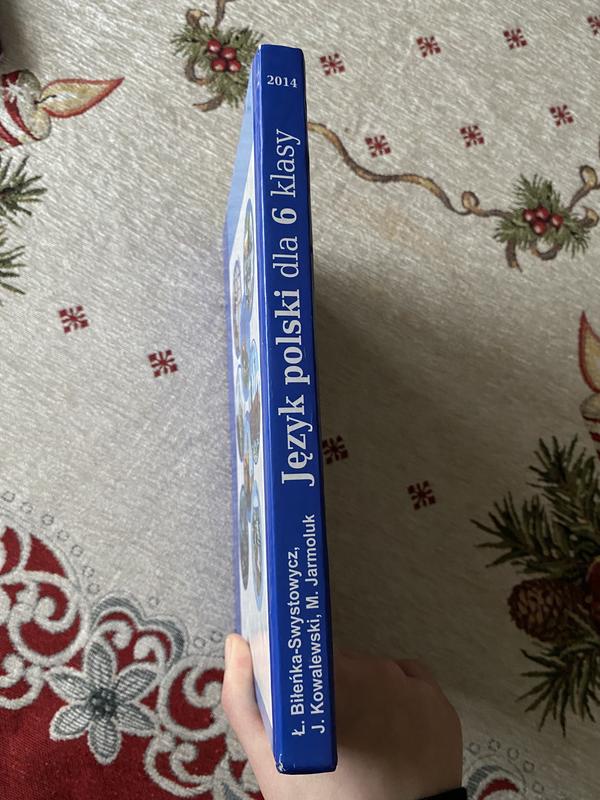 2014
Język polski dla 6 klasy
Ł. Biłeńka-Swystowycz,
J. Kowalewski, M. Jarmoluk